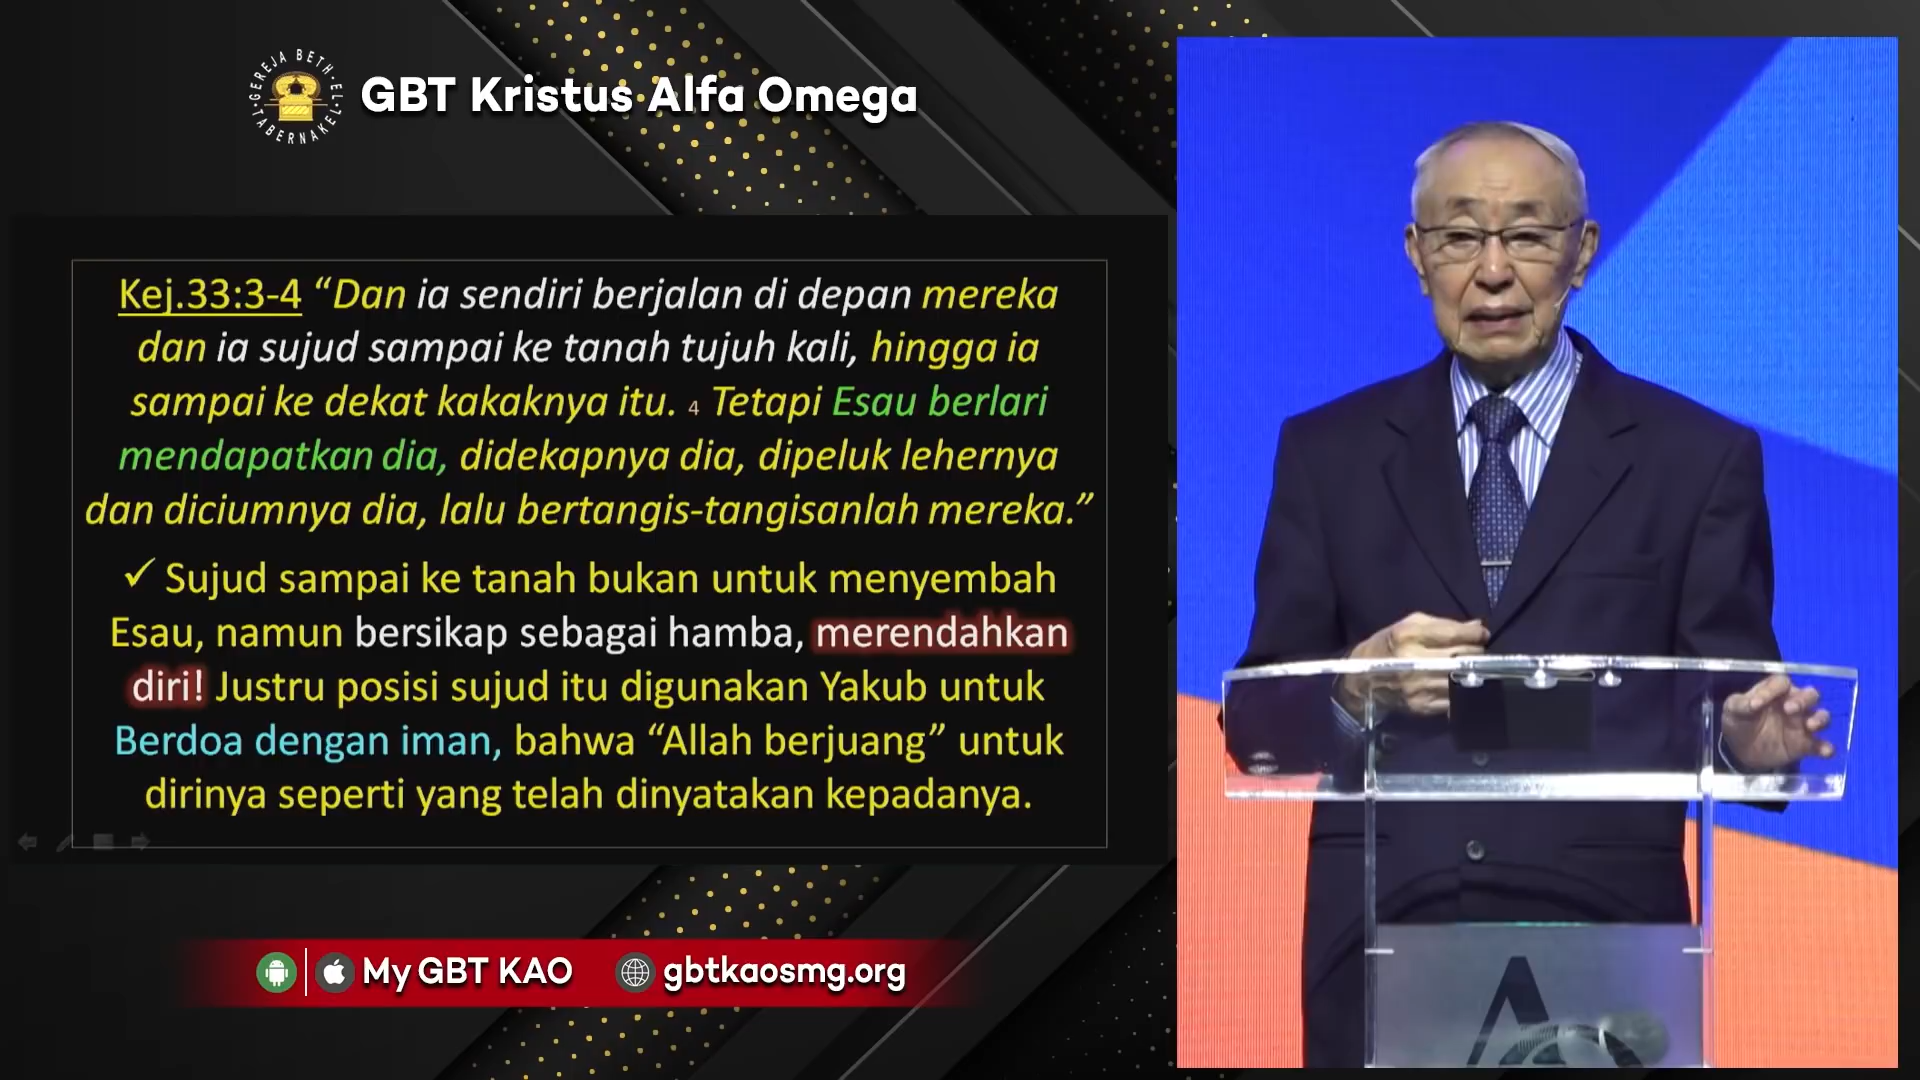 GEREJA BETH-EL TABERNAKEL
GBT Kristus Alfa Omega
Kej.33:3-4 “Dan ia sendiri berjalan di depan mereka
dan ia sujud sampai ke tanah tujuh kali, hingga ia
sampai ke dekat kakaknya itu. 4 Tetapi Esau berlari
mendapatkan dia, didekapnya dia, dipeluk lehernya
dan diciumnya dia, lalu bertangis-tangisanlah mereka.”
✓ Sujud sampai ke tanah bukan untuk menyembah
Esau, namun bersikap sebagai hamba, merendahkan
diri! Justru posisi sujud itu digunakan Yakub untuk
Berdoa dengan iman, bahwa “Allah berjuang” untuk
dirinya seperti yang telah dinyatakan kepadanya.
My GBT KAO
gbtkaosmg.org